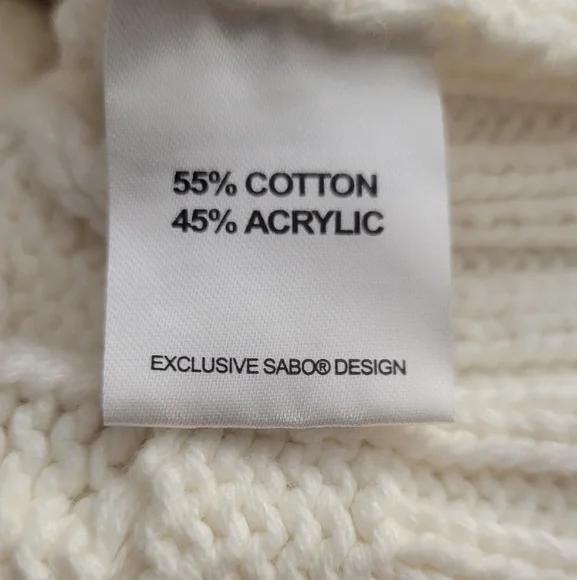 55% COTTON
45% ACRYLIC
EXCLUSIVE SABO® DESIGN